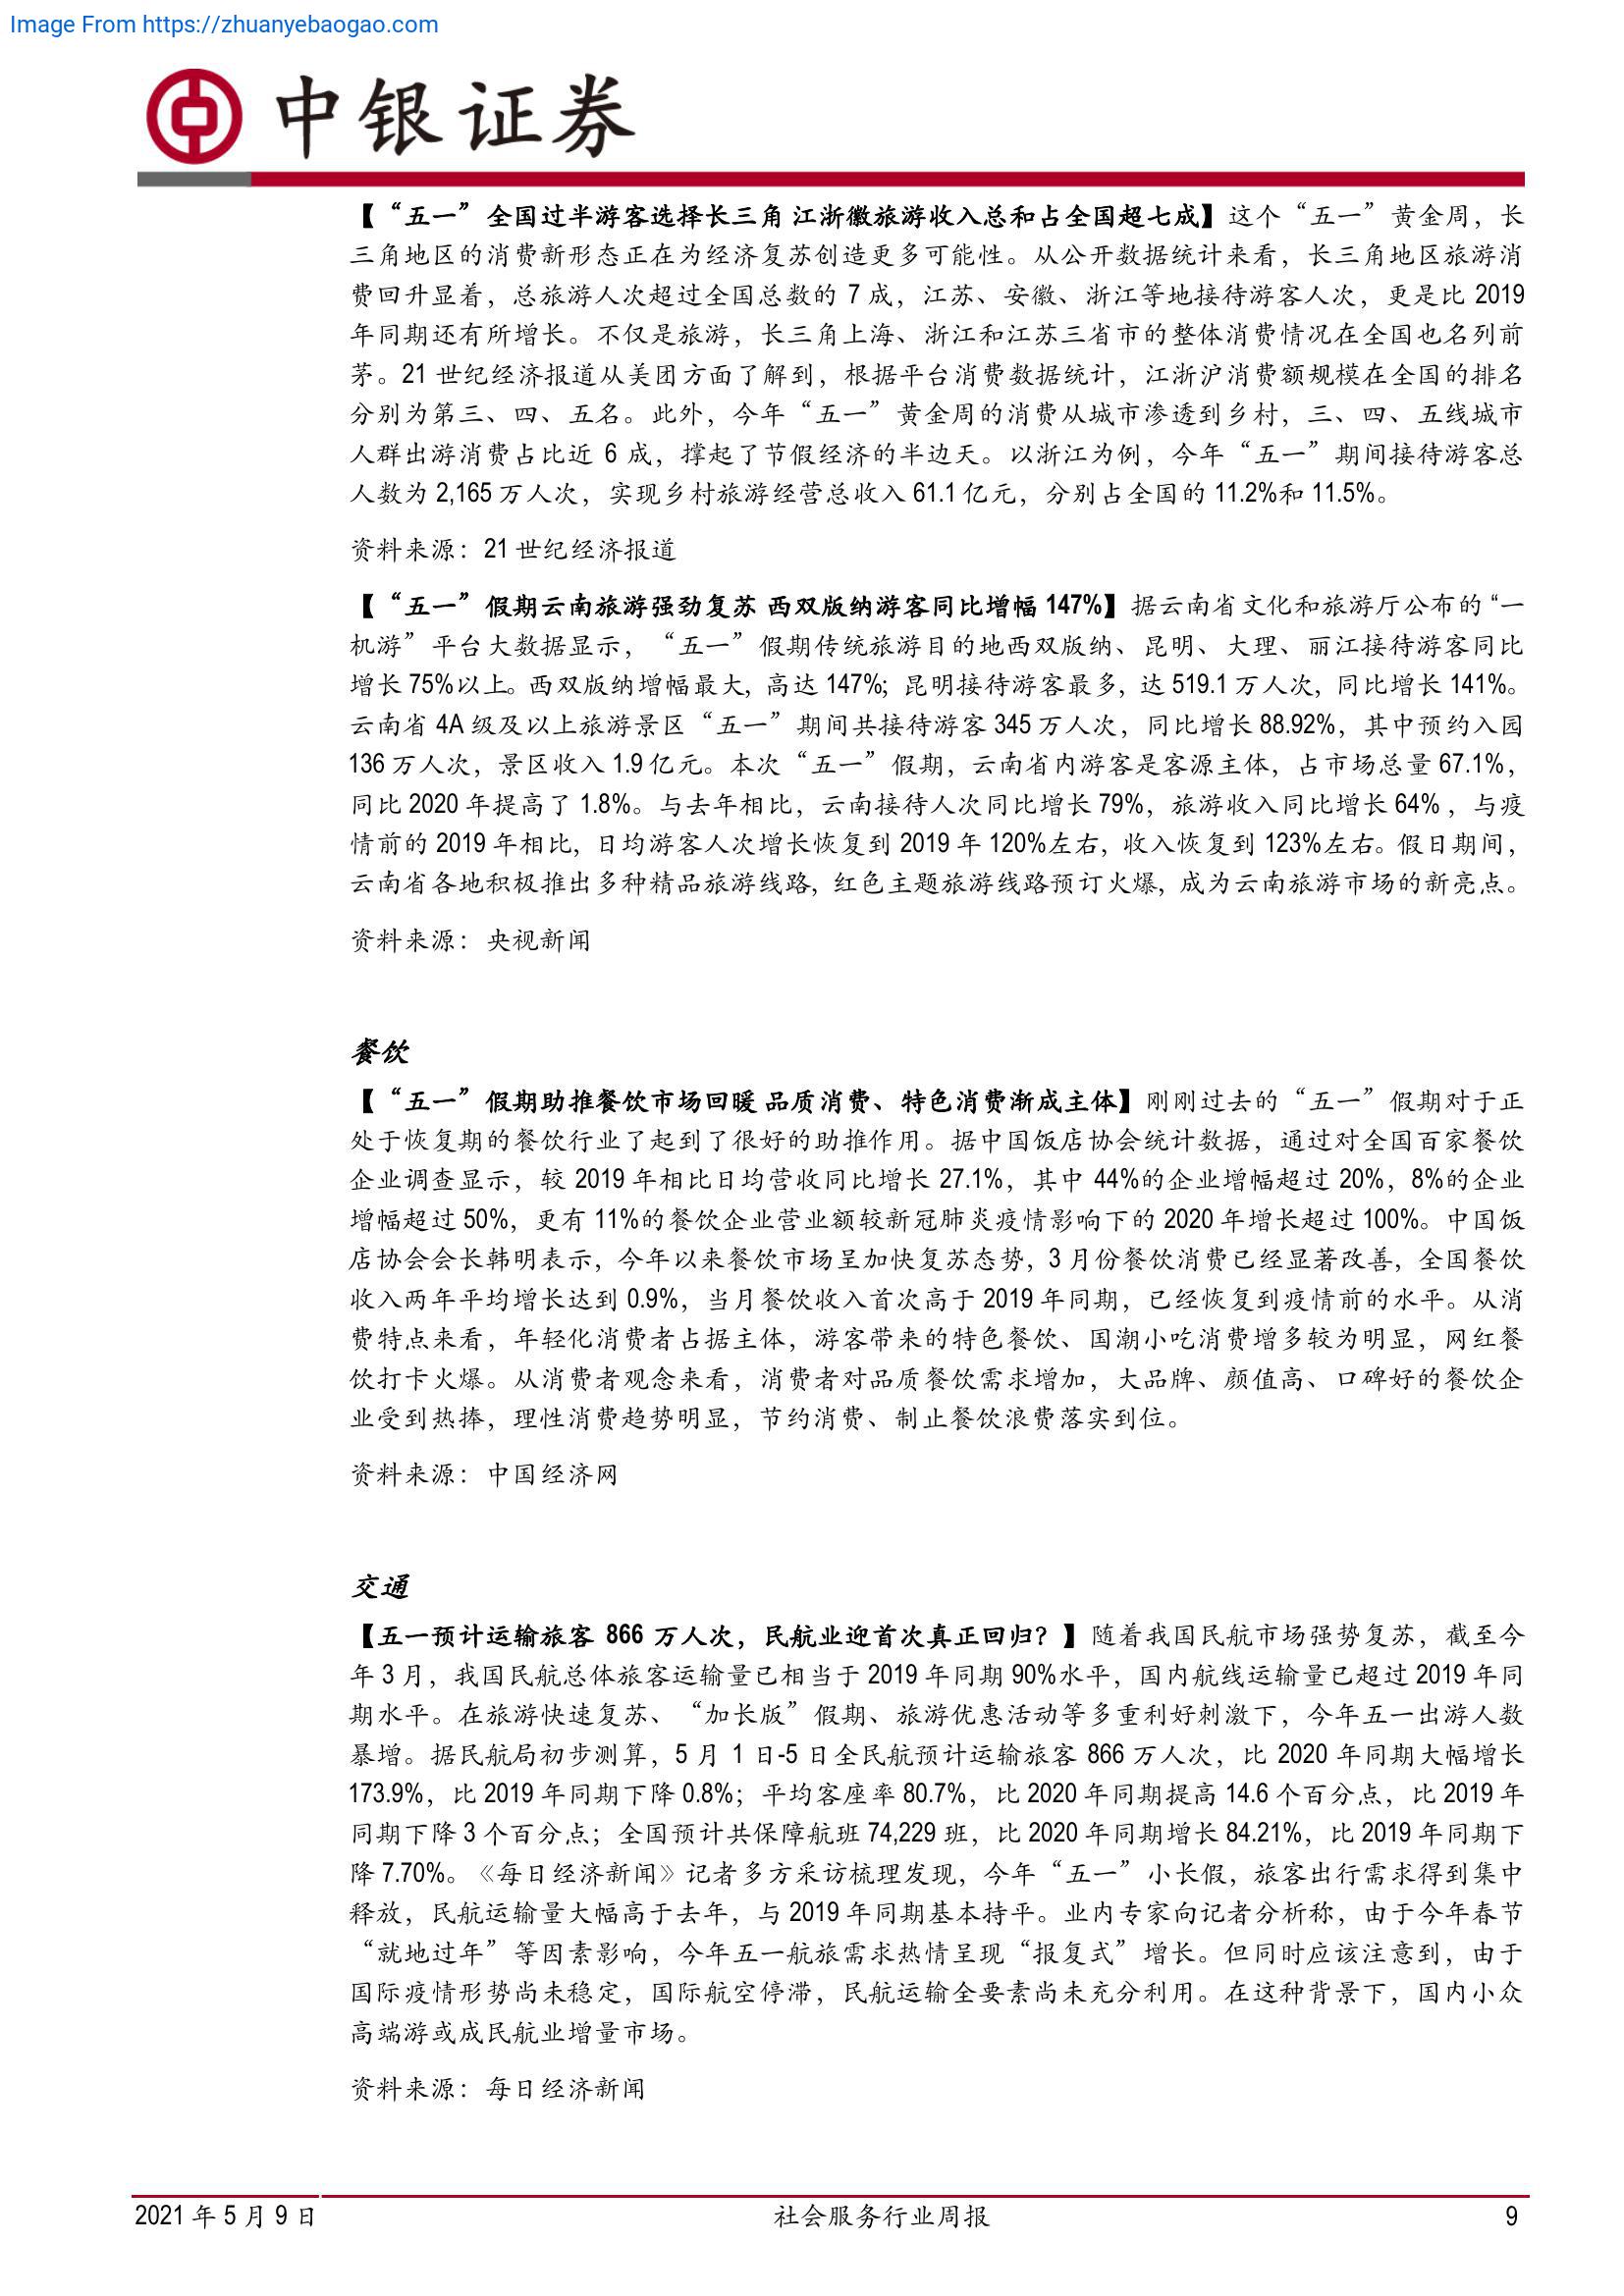 Image From https://zhuanyebaogao.com
中银证券
【“五一”全国过半游客选择长三角 江浙徽旅游收入总和占全国超七成】这个“五一”黄金周，长
三角地区的消费新形态正在为经济复苏创造更多可能性。从公开数据统计来看，长三角地区旅游消
费回升显着，总旅游人次超过全国总数的 7 成，江苏、安徽、浙江等地接待游客人次，更是比 2019
年同期还有所增长。不仅是旅游，长三角上海、浙江和江苏三省市的整体消费情况在全国也名列前
茅。21 世纪经济报道从美团方面了解到，根据平台消费数据统计，江浙沪消费额规模在全国的排名
分别为第三、四、五名。此外，今年“五一”黄金周的消费从城市渗透到乡村，三、四、五线城市
人群出游消费占比近 6 成，撑起了节假经济的半边天。以浙江为例，今年“五一”期间接待游客总
人数为 2,165 万人次，实现乡村旅游经营总收入 61.1 亿元，分别占全国的 11.2%和 11.5%。
资料来源：21 世纪经济报道
【“五一”假期云南旅游强劲复苏 西双版纳游客同比增幅 147%】据云南省文化和旅游厅公布的“一
机游”平台大数据显示，“五一”假期传统旅游目的地西双版纳、昆明、大理、丽江接待游客同比
增长 75%以上。西双版纳增幅最大，高达 147%；昆明接待游客最多，达 519.1 万人次，同比增长 141%。
云南省 4A 级及以上旅游景区“五一”期间共接待游客 345 万人次，同比增长 88.92%，其中预约入园
136 万人次，景区收入 1.9 亿元。本次“五一”假期，云南省内游客是客源主体，占市场总量 67.1%，
同比 2020 年提高了 1.8%。与去年相比，云南接待人次同比增长 79%，旅游收入同比增长 64% ，与疫
情前的 2019 年相比，日均游客人次增长恢复到 2019 年 120%左右，收入恢复到 123%左右。假日期间，
云南省各地积极推出多种精品旅游线路，红色主题旅游线路预订火爆，成为云南旅游市场的新亮点。
资料来源：央视新闻
餐饮
【“五一”假期助推餐饮市场回暖 品质消费、特色消费渐成主体】刚刚过去的“五一”假期对于正
处于恢复期的餐饮行业了起到了很好的助推作用。据中国饭店协会统计数据，通过对全国百家餐饮
企业调查显示，较 2019 年相比日均营收同比增长 27.1%，其中 44%的企业增幅超过 20%，8%的企业
增幅超过 50%，更有 11%的餐饮企业营业额较新冠肺炎疫情影响下的 2020 年增长超过 100%。中国饭
店协会会长韩明表示，今年以来餐饮市场呈加快复苏态势，3 月份餐饮消费已经显著改善，全国餐饮
收入两年平均增长达到 0.9%，当月餐饮收入首次高于 2019 年同期，已经恢复到疫情前的水平。从消
费特点来看，年轻化消费者占据主体，游客带来的特色餐饮、国潮小吃消费增多较为明显，网红餐
饮打卡火爆。从消费者观念来看，消费者对品质餐饮需求增加，大品牌、颜值高、口碑好的餐饮企
业受到热捧，理性消费趋势明显，节约消费、制止餐饮浪费落实到位。
资料来源：中国经济网
交通
【五一预计运输旅客 866 万人次，民航业迎首次真正回归？】随着我国民航市场强势复苏，截至今
年 3 月，我国民航总体旅客运输量已相当于 2019 年同期 90%水平，国内航线运输量已超过 2019 年同
期水平。在旅游快速复苏、“加长版”假期、旅游优惠活动等多重利好刺激下，今年五一出游人数
暴增。据民航局初步测算，5 月 1 日-5 日全民航预计运输旅客 866 万人次，比 2020 年同期大幅增长
173.9%，比 2019 年同期下降 0.8%；平均客座率 80.7%，比 2020 年同期提高 14.6 个百分点，比 2019 年
同期下降 3 个百分点；全国预计共保障航班 74,229 班，比 2020 年同期增长 84.21%，比 2019 年同期下
降 7.70%。《每日经济新闻》记者多方采访梳理发现，今年“五一”小长假，旅客出行需求得到集中
释放，民航运输量大幅高于去年，与 2019 年同期基本持平。业内专家向记者分析称，由于今年春节
“就地过年”等因素影响，今年五一航旅需求热情呈现“报复式”增长。但同时应该注意到，由于
国际疫情形势尚未稳定，国际航空停滞，民航运输全要素尚未充分利用。在这种背景下，国内小众
高端游或成民航业增量市场。
资料来源：每日经济新闻
2021 年 5 月 9 日
社会服务行业周报
9